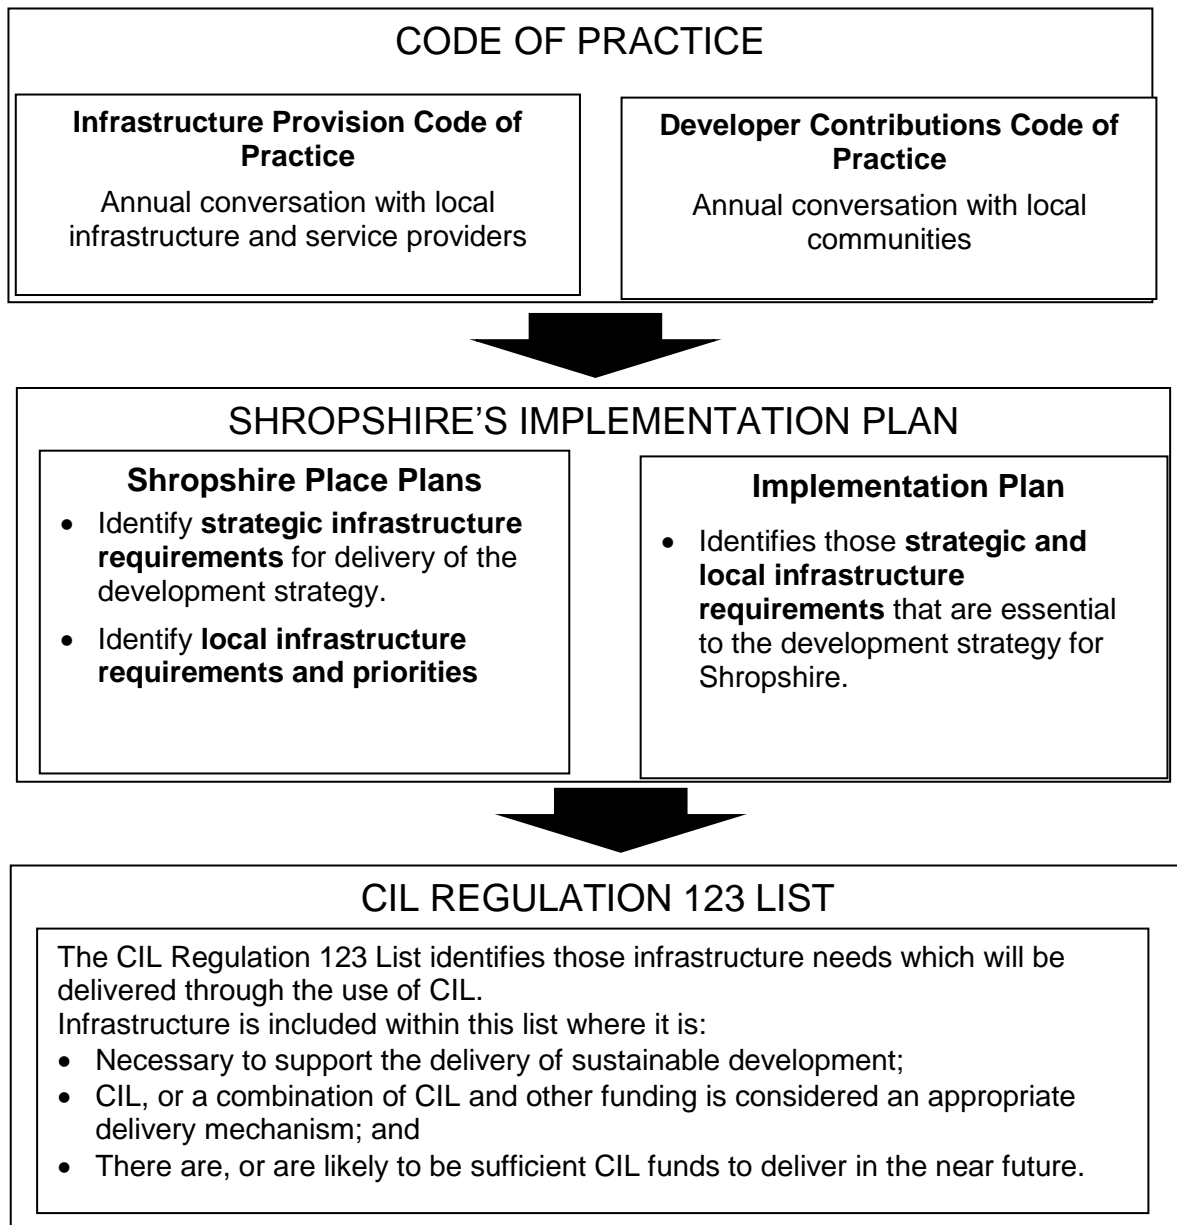 CODE OF PRACTICE
Infrastructure Provision Code of
Practice
Annual conversation with local
infrastructure and service providers
Developer Contributions Code of
Practice
Annual conversation with local
communities
SHROPSHIRE’S IMPLEMENTATION PLAN
Shropshire Place Plans
• Identify strategic infrastructure
requirements for delivery of the
development strategy.
• Identify local infrastructure
requirements and priorities
Implementation Plan
• Identifies those strategic and
local infrastructure
requirements that are essential
to the development strategy for
Shropshire.
CIL REGULATION 123 LIST
The CIL Regulation 123 List identifies those infrastructure needs which will be
delivered through the use of CIL.
Infrastructure is included within this list where it is:
• Necessary to support the delivery of sustainable development;
• CIL, or a combination of CIL and other funding is considered an appropriate
delivery mechanism; and
• There are, or are likely to be sufficient CIL funds to deliver in the near future.